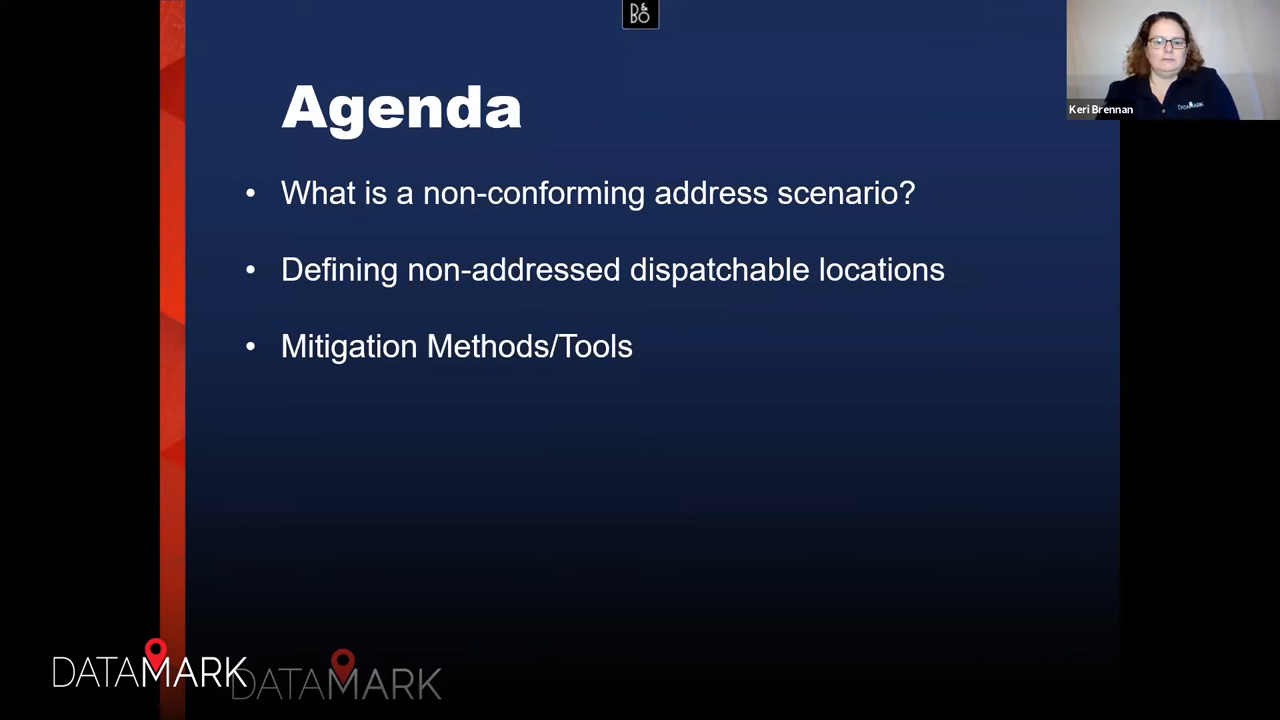 B&O
Agenda
DATAMARK
Keri Brennan
• What is a non-conforming address scenario?
• Defining non-addressed dispatchable locations
• Mitigation Methods/Tools
DATAMARK
DATAMARK